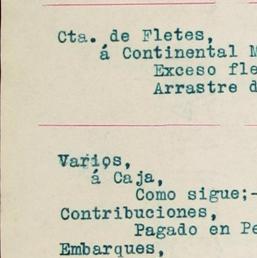 Cta. de Fletes,
á Continental M
Exceso fle
Arrastre d
Varios,
á Caja,
Como sigue;-
Contribuciones,
Pagado en Pe
Embarques,